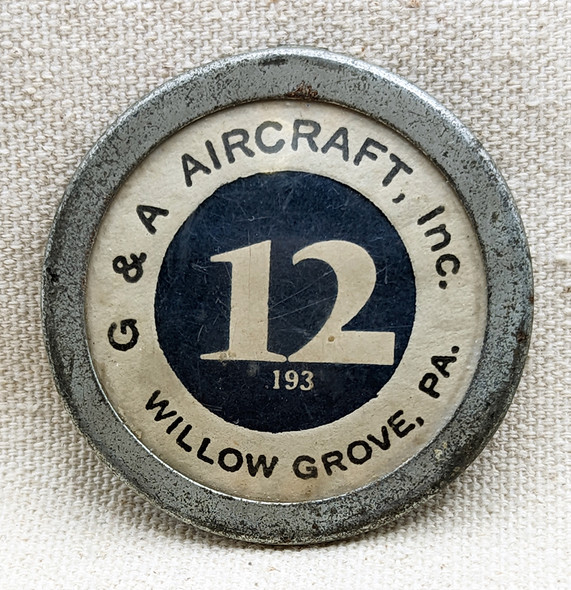 G & A AIRCRAFT, Inc.
12
193
WILLOW GROVE, PA.